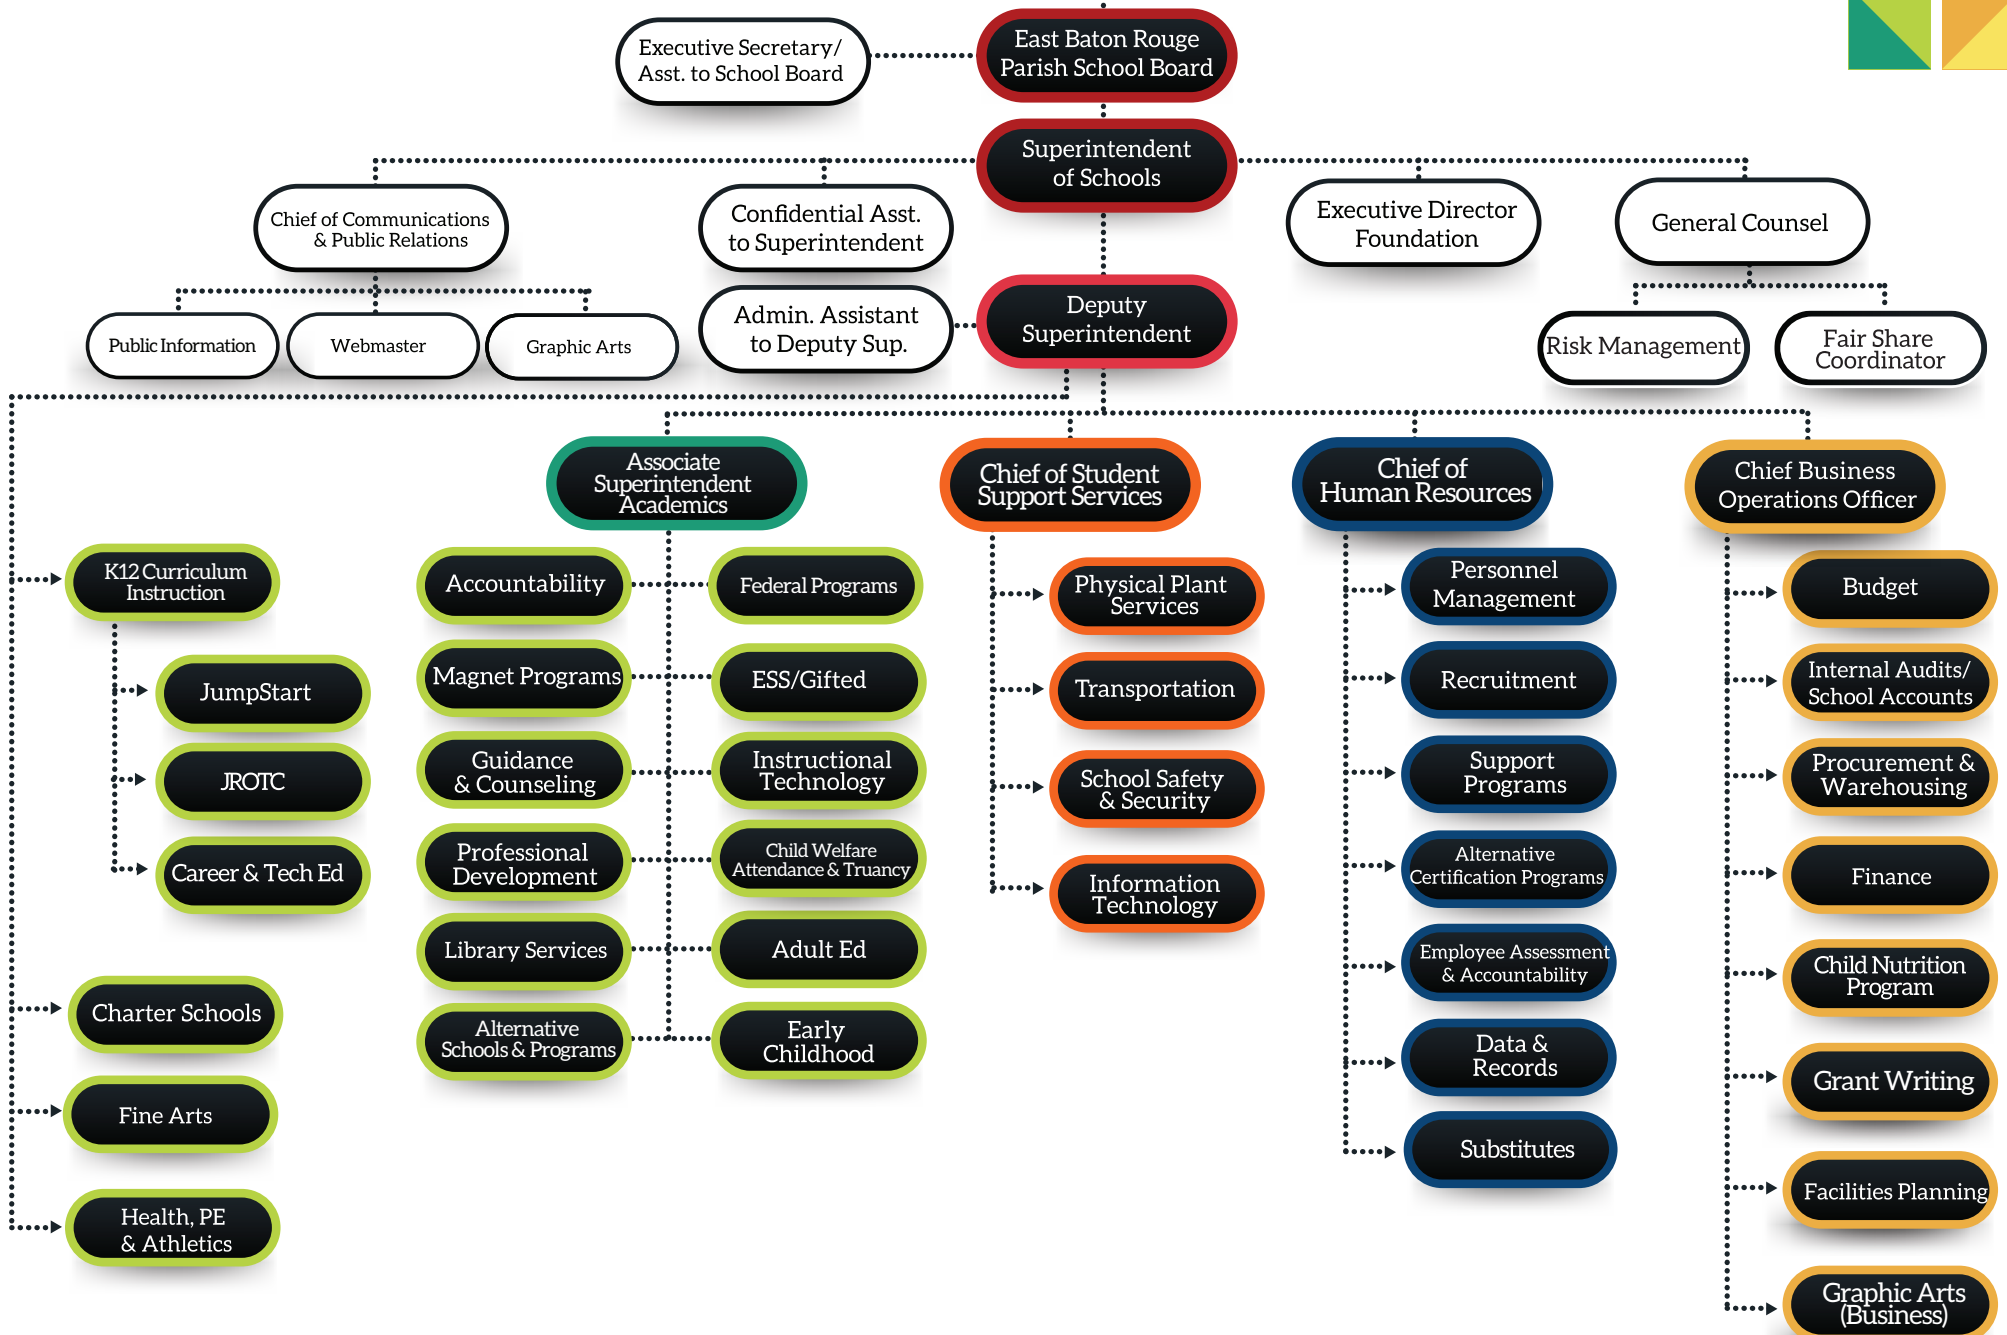 Executive Secretary/
Asst. to School Board
East Baton Rouge
Parish School Board
Superintendent
of Schools
Chief of Communications
& Public Relations
Confidential Asst.
to Superintendent
Executive Director
Foundation
General Counsel
Public Information
Webmaster
Graphic Arts
Admin. Assistant
to Deputy Sup.
Deputy
Superintendent
Risk Management
Fair Share
Coordinator
Associate
Superintendent
Academics
Chief of Student
Support Services
Chief of
Human Resources
Chief Business
Operations Officer
K12 Curriculum
Instruction
JumpStart
JROTC
Career & Tech Ed
Charter Schools
Fine Arts
Health, PE
& Athletics
Accountability
Federal Programs
Magnet Programs
ESS/Gifted
Guidance
& Counseling
Instructional
Technology
Professional
Development
Child Welfare
Attendance & Truancy
Library Services
Adult Ed
Alternative
Schools & Programs
Early
Childhood
Physical Plant
Services
Transportation
School Safety
& Security
Information
Technology
Personnel
Management
Recruitment
Support
Programs
Alternative
Certification Programs
Employee Assessment
& Accountability
Data &
Records
Substitutes
Budget
Internal Audits/
School Accounts
Procurement &
Warehousing
Finance
Child Nutrition
Program
Grant Writing
Facilities Planning
Graphic Arts
(Business)